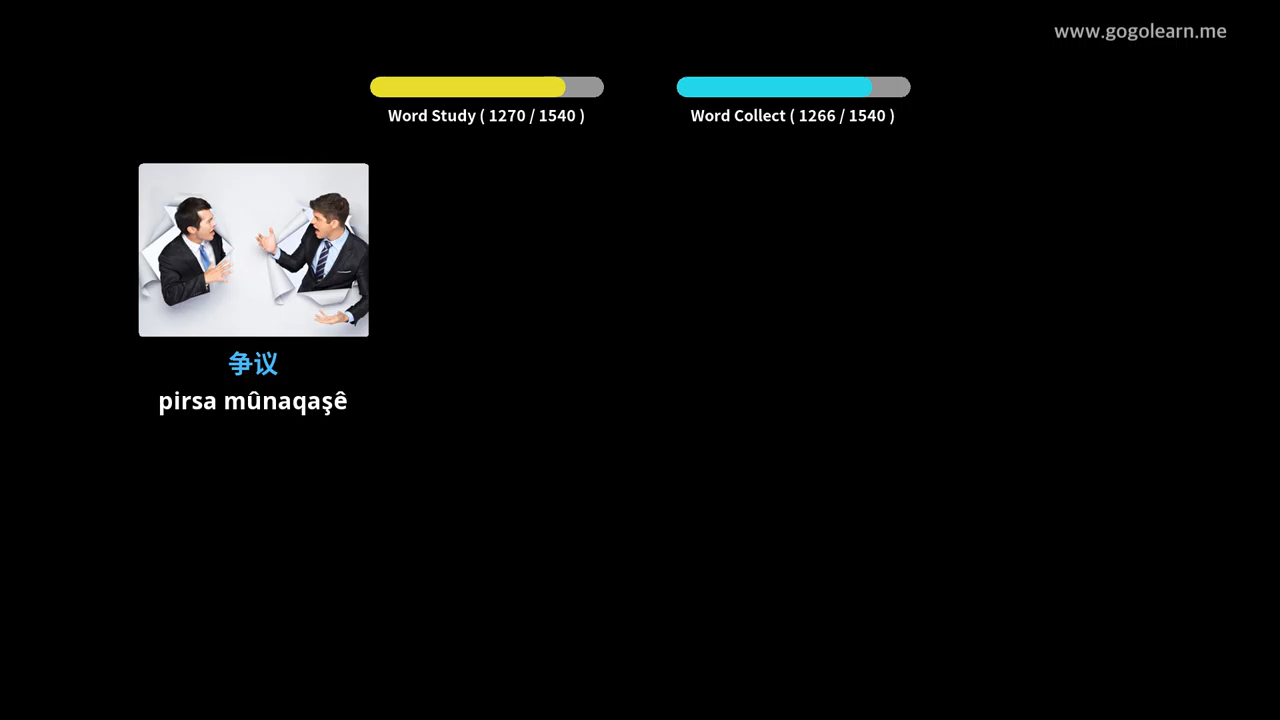 www.gogolearn.me
Word Study ( 1270 / 1540 )
Word Collect ( 1266 / 1540 )
争议
pirsa mûnaqaşê